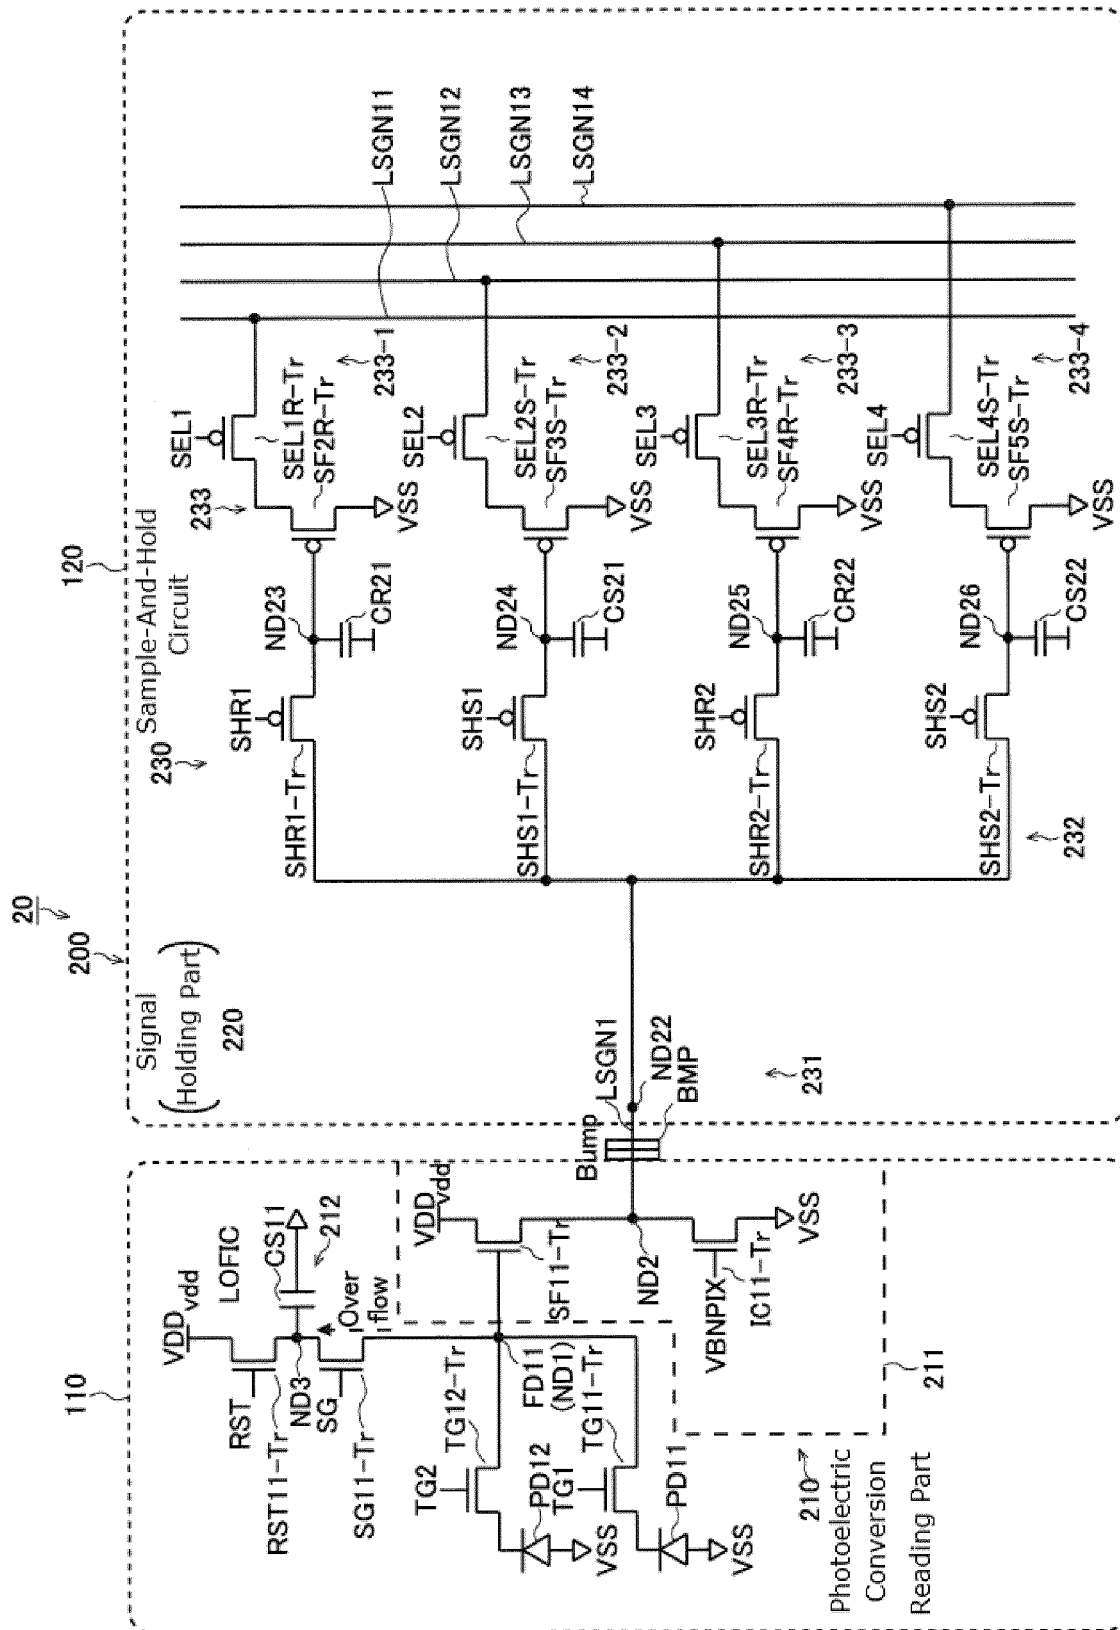 20
200
110
120
Signal
(Holding Part)
220
230
Sample-And-Hold
Circuit
VDD
vdd
LOFIC
RST
RST11-Tr
ND3
CS11
212
Over
flow
SG
SG11-Tr
TG2
TG12-Tr
PD12
VSS
TG1
TG11-Tr
PD11
VSS
FD11
(ND1)
VDD
vdd
SF11-Tr
ND2
VBNPIX
IC11-Tr
VSS
211
210
Photoelectric
Conversion
Reading Part
Bump
LSGN1
ND22
BMP
231
SHR1
SHR1-Tr
ND23
CR21
233
SEL1
SEL1R-Tr
SF2R-Tr
VSS
233-1
SHS1
SHS1-Tr
ND24
CS21
SEL2
SEL2S-Tr
SF3S-Tr
VSS
233-2
SHR2
SHR2-Tr
ND25
CR22
SEL3
SEL3R-Tr
SF4R-Tr
VSS
233-3
SHS2
SHS2-Tr
ND26
CS22
SEL4
SEL4S-Tr
SF5S-Tr
VSS
233-4
232
LSGN11
LSGN12
LSGN13
LSGN14